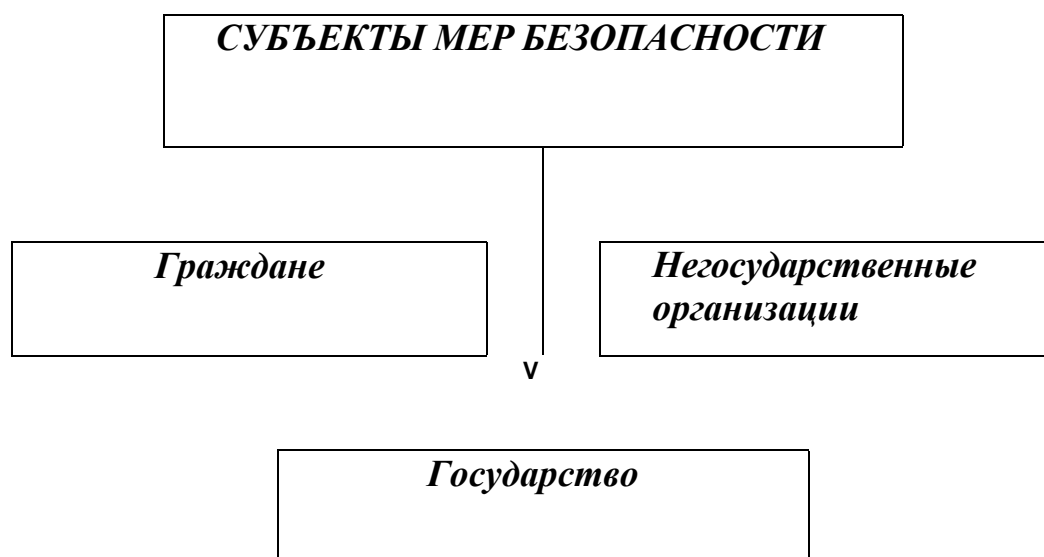 СУБЪЕКТЫ МЕР БЕЗОПАСНОСТИ
Граждане
Негосударственные
организации
Государство